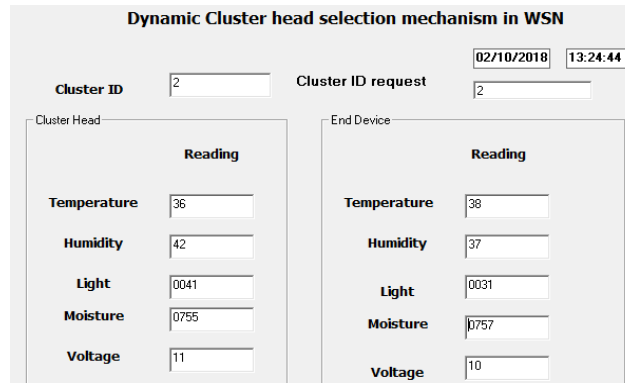 Dynamic Cluster head selection mechanism in WSN
02/10/2018 13:24:44
Cluster ID 2 Cluster ID request 2
Cluster Head
Reading
Temperature 36
Humidity 42
Light 0041
Moisture 0755
Voltage 11
End Device
Reading
Temperature 38
Humidity 37
Light 0031
Moisture 0757
Voltage 10